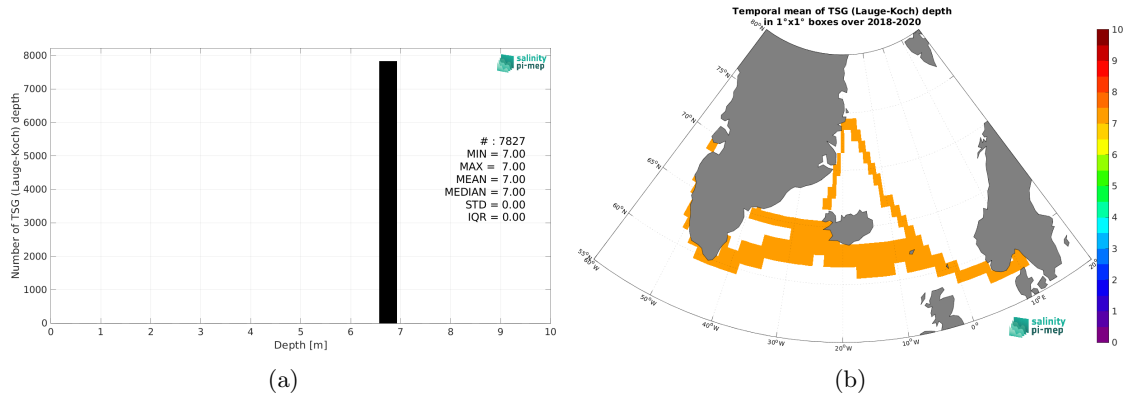 8000
7000
6000
5000
4000
3000
2000
1000
0
Number of TSG (Lauge-Koch) depth
salinity
pi-mep
# : 7827
MIN = 7.00
MAX = 7.00
MEAN = 7.00
MEDIAN = 7.00
STD = 0.00
IQR = 0.00
0 1 2 3 4 5 6 7 8 9 10
Depth [m]
(a)
Temporal mean of TSG (Lauge-Koch) depth
in 1°x1° boxes over 2018-2020
80°N
75°N
70°N
65°N
60°N
55°N
60°W
50°W
40°W
30°W
20°W
10°W
0°
10°E
salinity
pi-mep
10
9
8
7
6
5
4
3
2
1
0
(b)